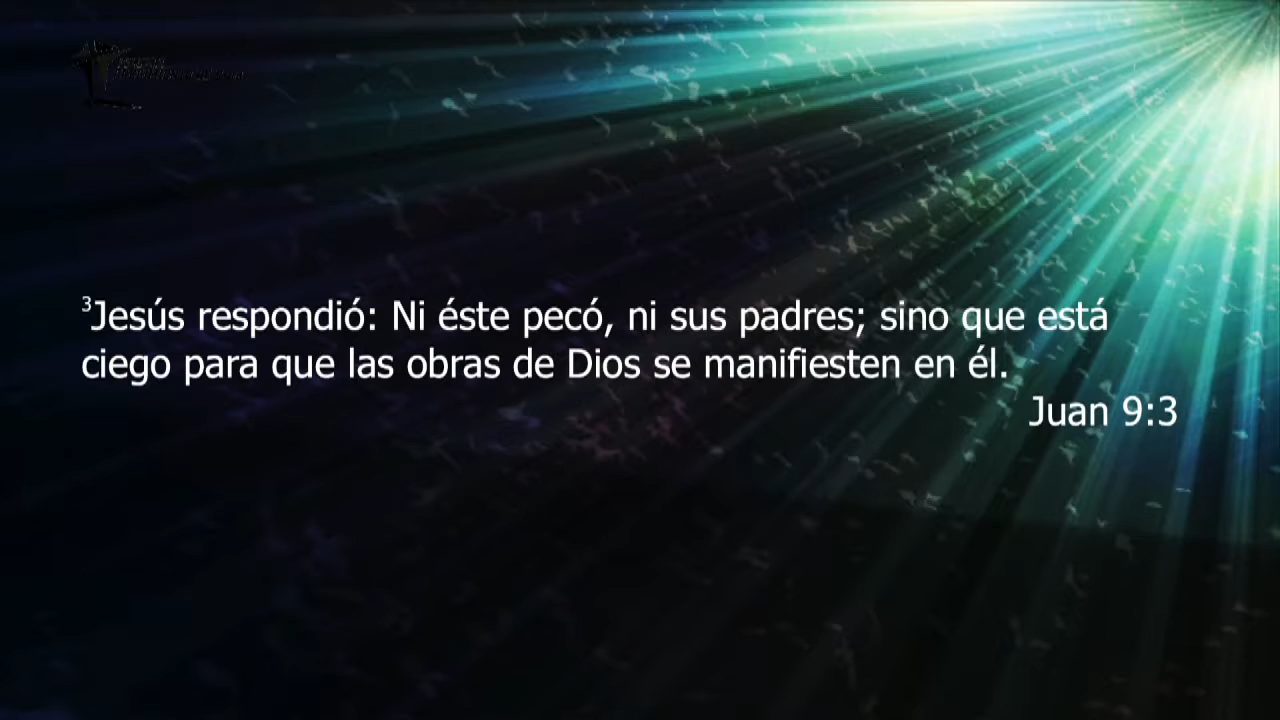 ³Jesús respondió: Ni éste pecó, ni sus padres; sino que está
ciego para que las obras de Dios se manifiesten en él.
Juan 9:3